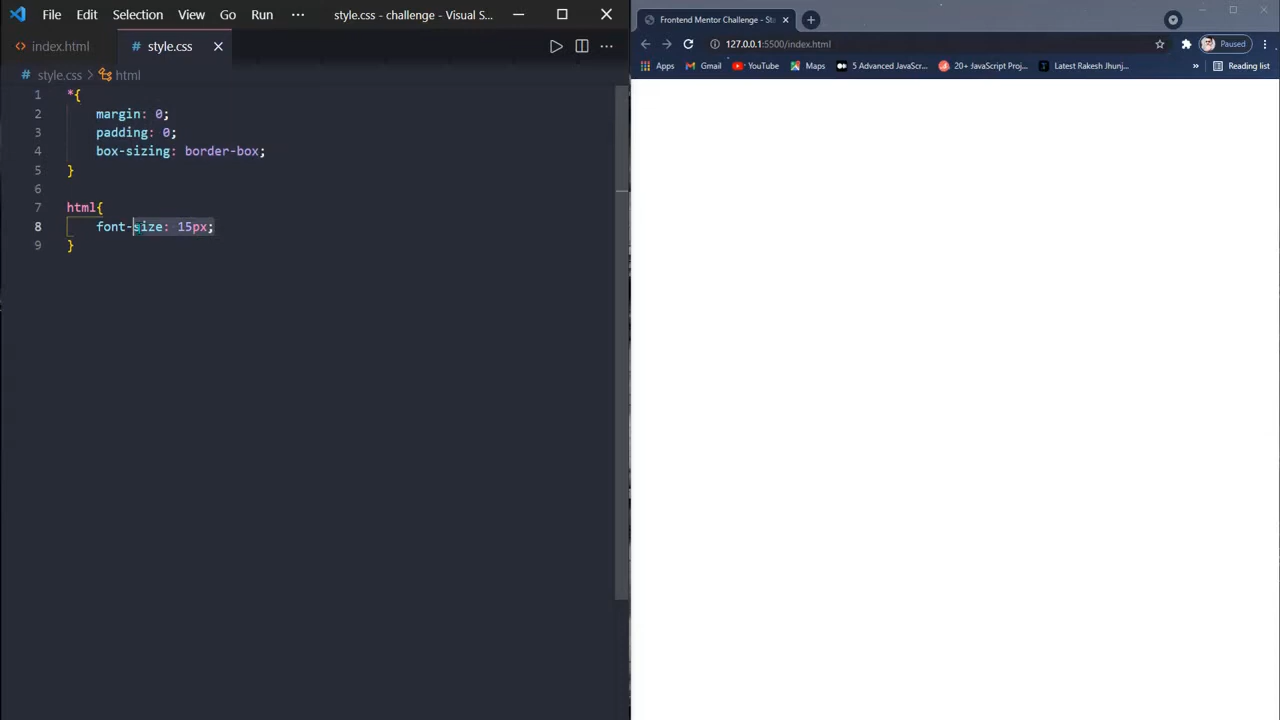 File Edit Selection View Go Run ··· style.css - challenge - Visual S...
index.html style.css
style.css > html
1 *{
2 margin: 0;
3 padding: 0;
4 box-sizing: border-box;
5 }
6
7 html{
8 font-size: 15px;
9 }
Frontend Mentor Challenge - Sta
127.0.0.1:5500/index.html Paused
Apps Gmail YouTube Maps 5 Advanced JavaScr... 20+ JavaScript Proj... Latest Rakesh Jhunj... » Reading list